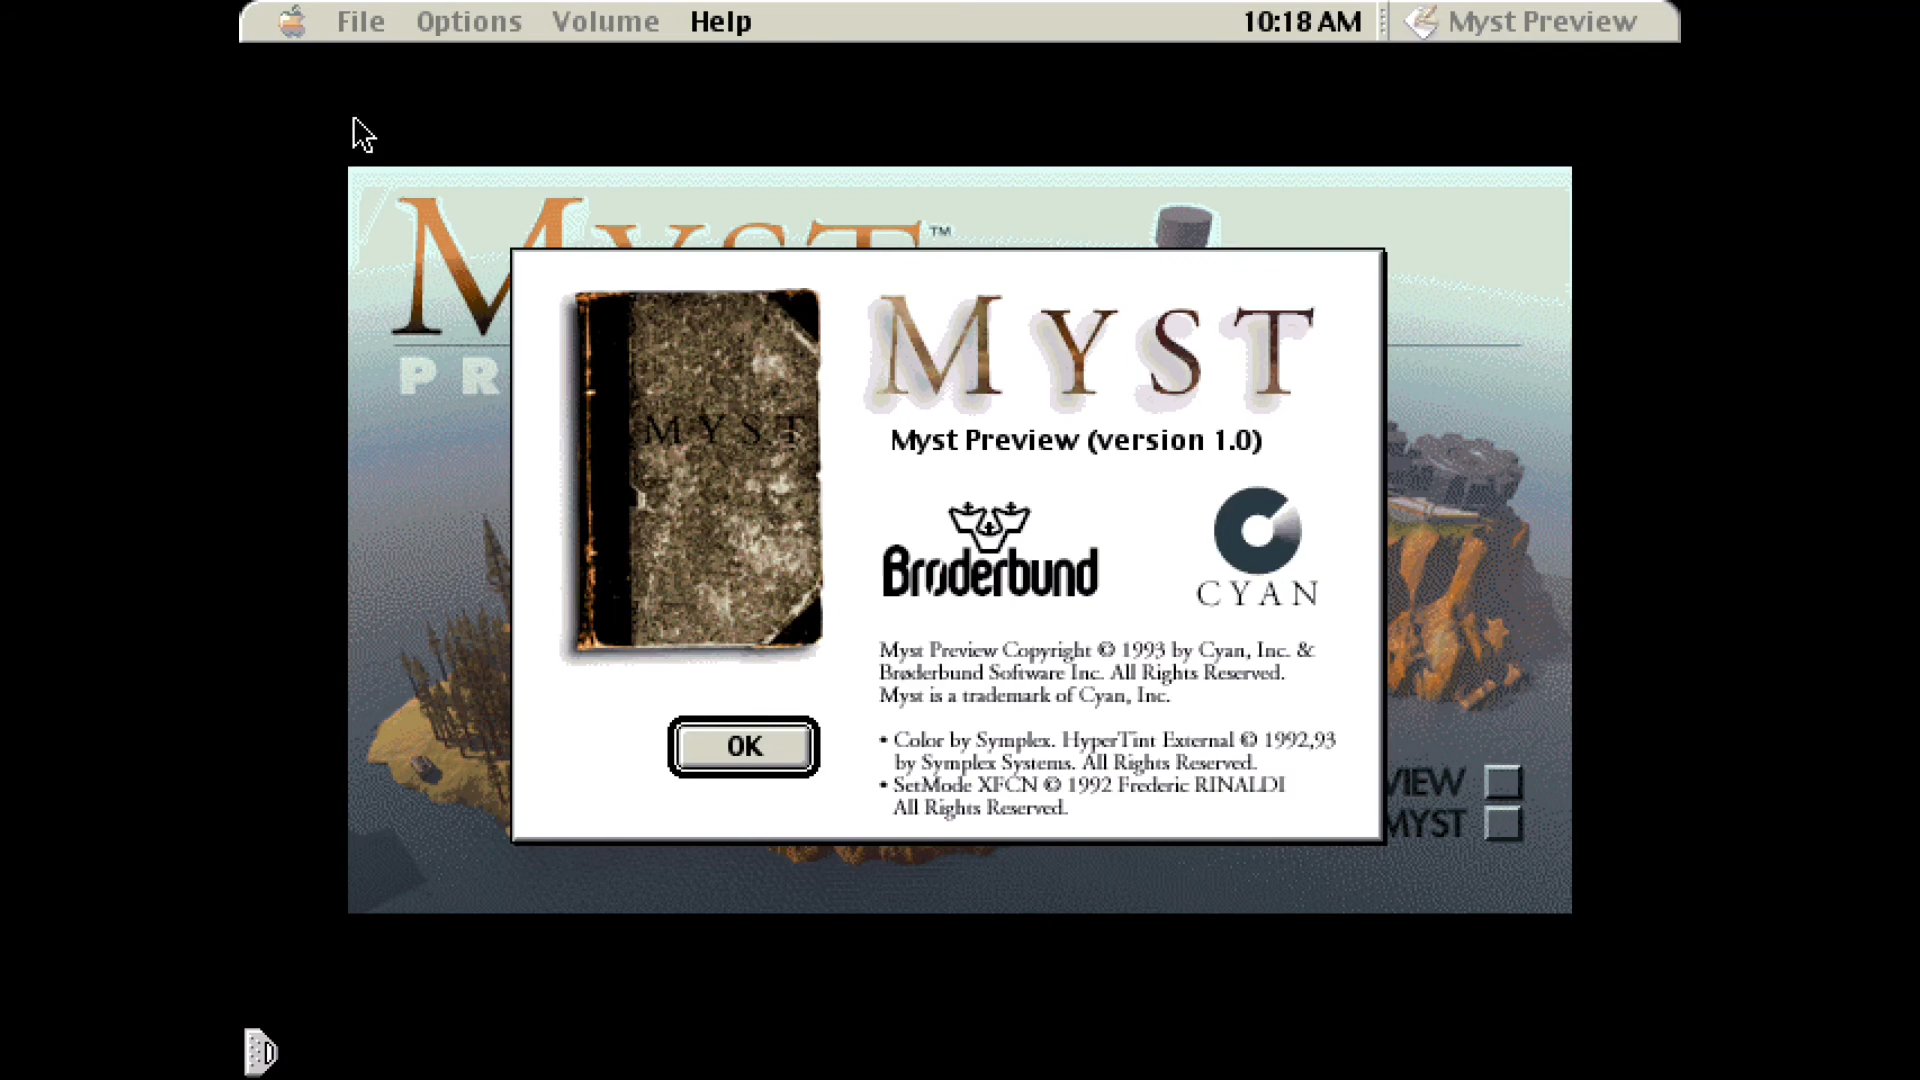 File Options Volume Help 10:18 AM Myst Preview
MYST™
PR
MYST
MYST
Myst Preview (version 1.0)
Brøderbund
CYAN
Myst Preview Copyright © 1993 by Cyan, Inc. &
Brøderbund Software Inc. All Rights Reserved.
Myst is a trademark of Cyan, Inc.
• Color by Symplex. HyperTint External © 1992,93
by Symplex Systems. All Rights Reserved.
• SetMode XFCN © 1992 Frederic RINALDI
All Rights Reserved.
OK
VIEW
MYST